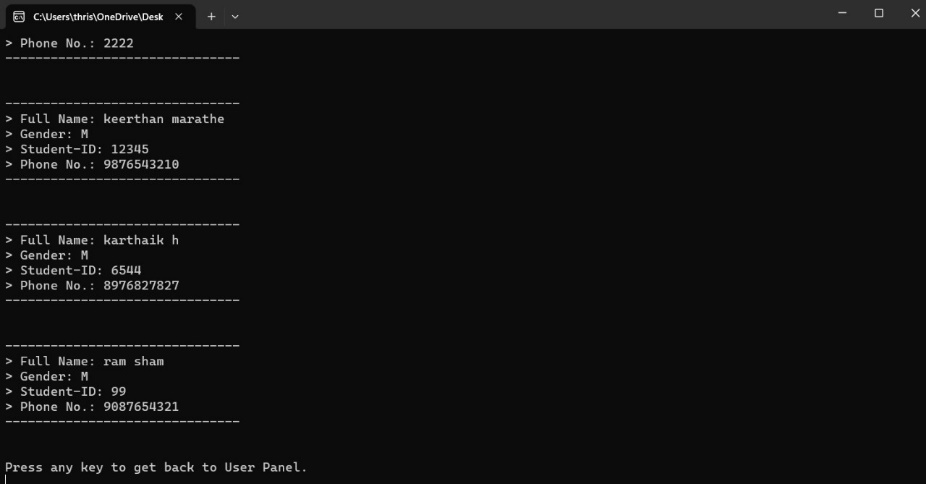 C:\Users\thris\OneDrive\Desk
> Phone No.: 2222
-------------------------------
-------------------------------
> Full Name: keerthan marathe
> Gender: M
> Student-ID: 12345
> Phone No.: 9876543210
-------------------------------
-------------------------------
> Full Name: karthaik h
> Gender: M
> Student-ID: 6544
> Phone No.: 8976827827
-------------------------------
-------------------------------
> Full Name: ram sham
> Gender: M
> Student-ID: 99
> Phone No.: 9087654321
-------------------------------
Press any key to get back to User Panel.